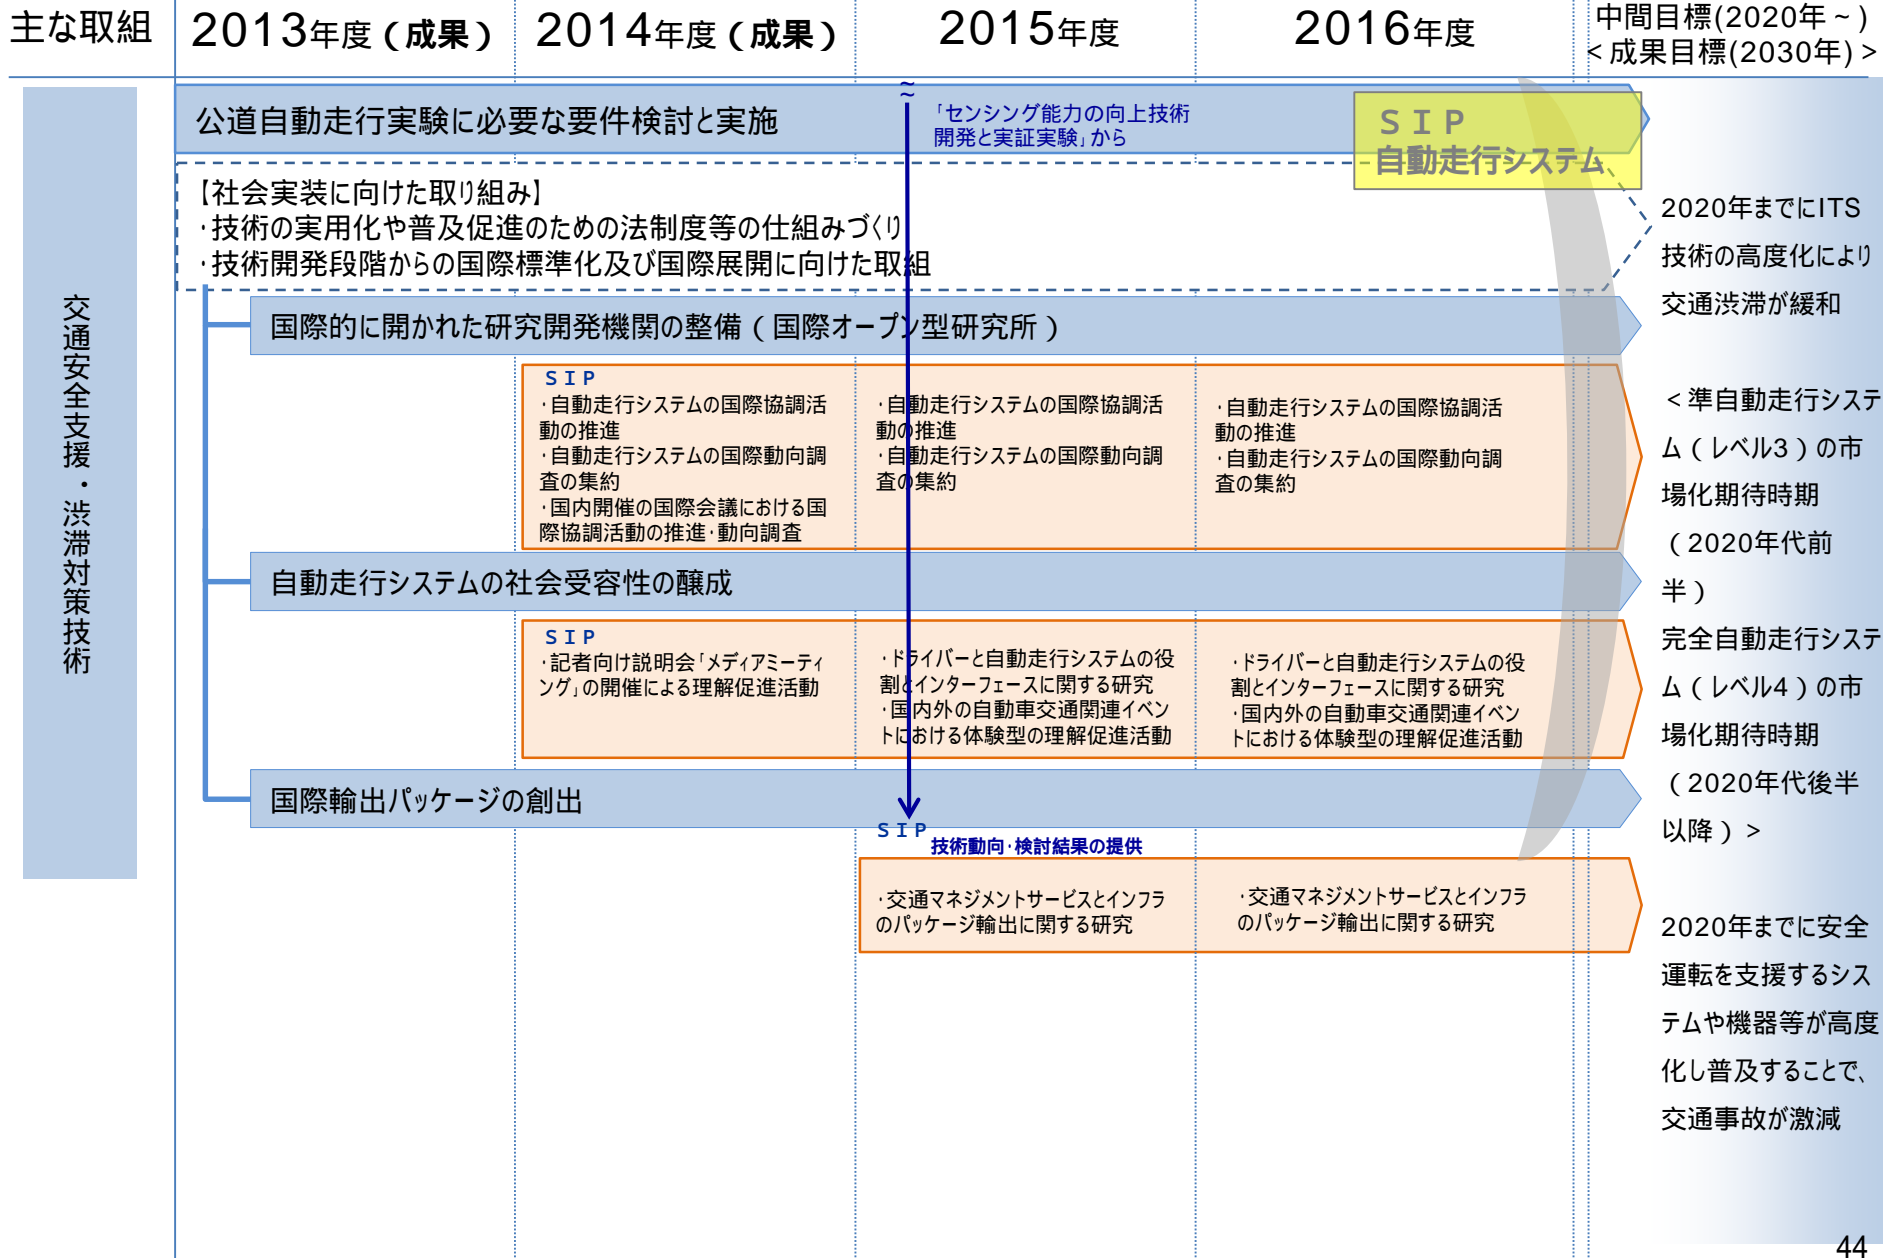 主な取組
2013年度（成果）
2014年度（成果）
2015年度
2016年度
中間目標(2020年～)
＜成果目標(2030年)＞
交通安全支援・渋滞対策技術
公道自動走行実験に必要な要件検討と実施
～
～
「センシング能力の向上技術
開発と実証実験」から
ＳＩＰ
自動走行システム
【社会実装に向けた取り組み】
・技術の実用化や普及促進のための法制度等の仕組みづくり
・技術開発段階からの国際標準化及び国際展開に向けた取組
国際的に開かれた研究開発機関の整備（国際オープン型研究所）
ＳＩＰ
・自動走行システムの国際協調活
動の推進
・自動走行システムの国際動向調
査の集約
・国内開催の国際会議における国
際協調活動の推進・動向調査
・自動走行システムの国際協調活
動の推進
・自動走行システムの国際動向調
査の集約
・自動走行システムの国際協調活
動の推進
・自動走行システムの国際動向調
査の集約
自動走行システムの社会受容性の醸成
ＳＩＰ
・記者向け説明会「メディアミーティ
ング」の開催による理解促進活動
・ドライバーと自動走行システムの役
割とインターフェースに関する研究
・国内外の自動車交通関連イベン
トにおける体験型の理解促進活動
・ドライバーと自動走行システムの役
割とインターフェースに関する研究
・国内外の自動車交通関連イベン
トにおける体験型の理解促進活動
国際輸出パッケージの創出
ＳＩＰ
技術動向・検討結果の提供
・交通マネジメントサービスとインフラ
のパッケージ輸出に関する研究
・交通マネジメントサービスとインフラ
のパッケージ輸出に関する研究
2020年までにITS
技術の高度化により
交通渋滞が緩和
＜準自動走行システ
ム（レベル3）の市
場化期待時期
（2020年代前
半）
完全自動走行システ
ム（レベル4）の市
場化期待時期
（2020年代後半
以降）＞
2020年までに安全
運転を支援するシス
テムや機器等が高度
化し普及することで、
交通事故が激減
44